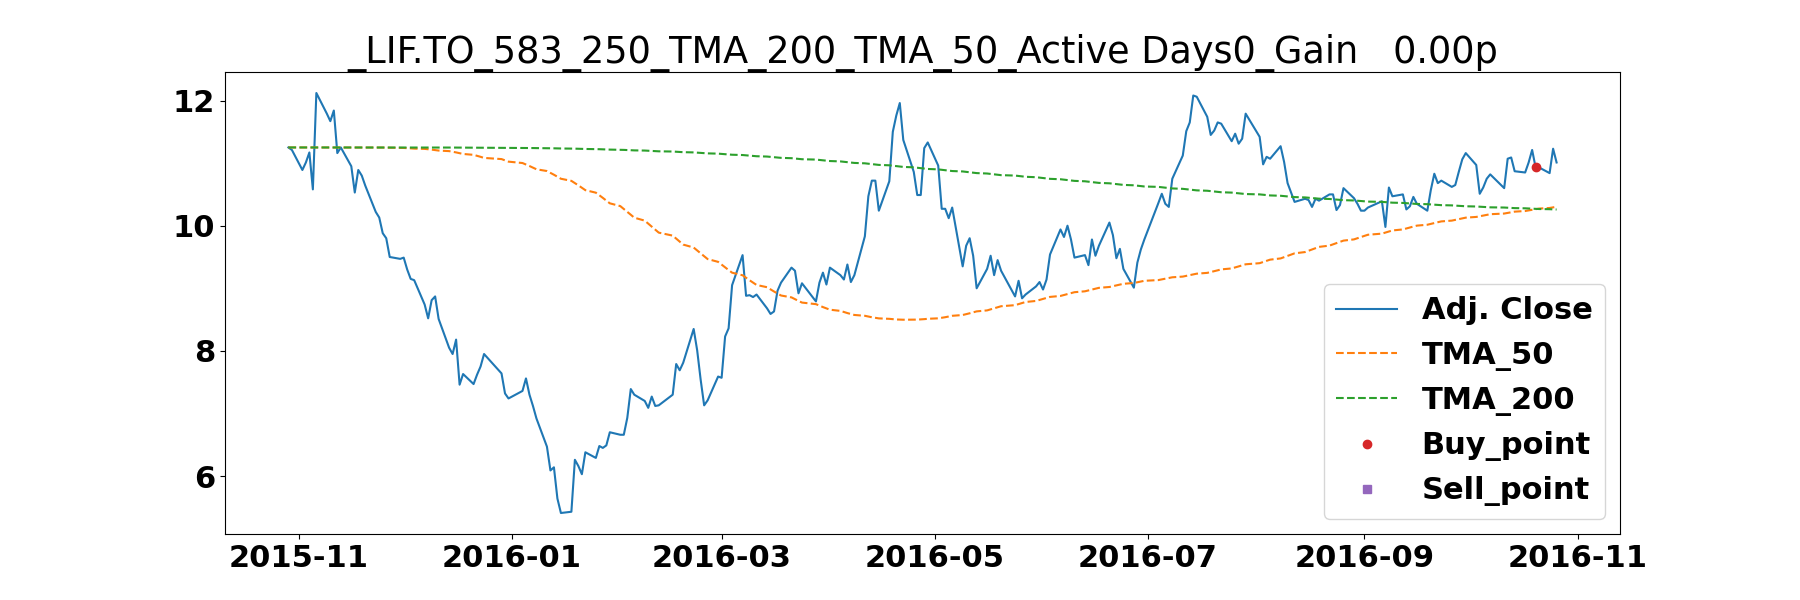 _LIF.TO_583_250_TMA_200_TMA_50_Active Days0_Gain   0.00p
12
10
8
6
2015-11 2016-01 2016-03 2016-05 2016-07 2016-09 2016-11
Adj. Close
TMA_50
TMA_200
Buy_point
Sell_point